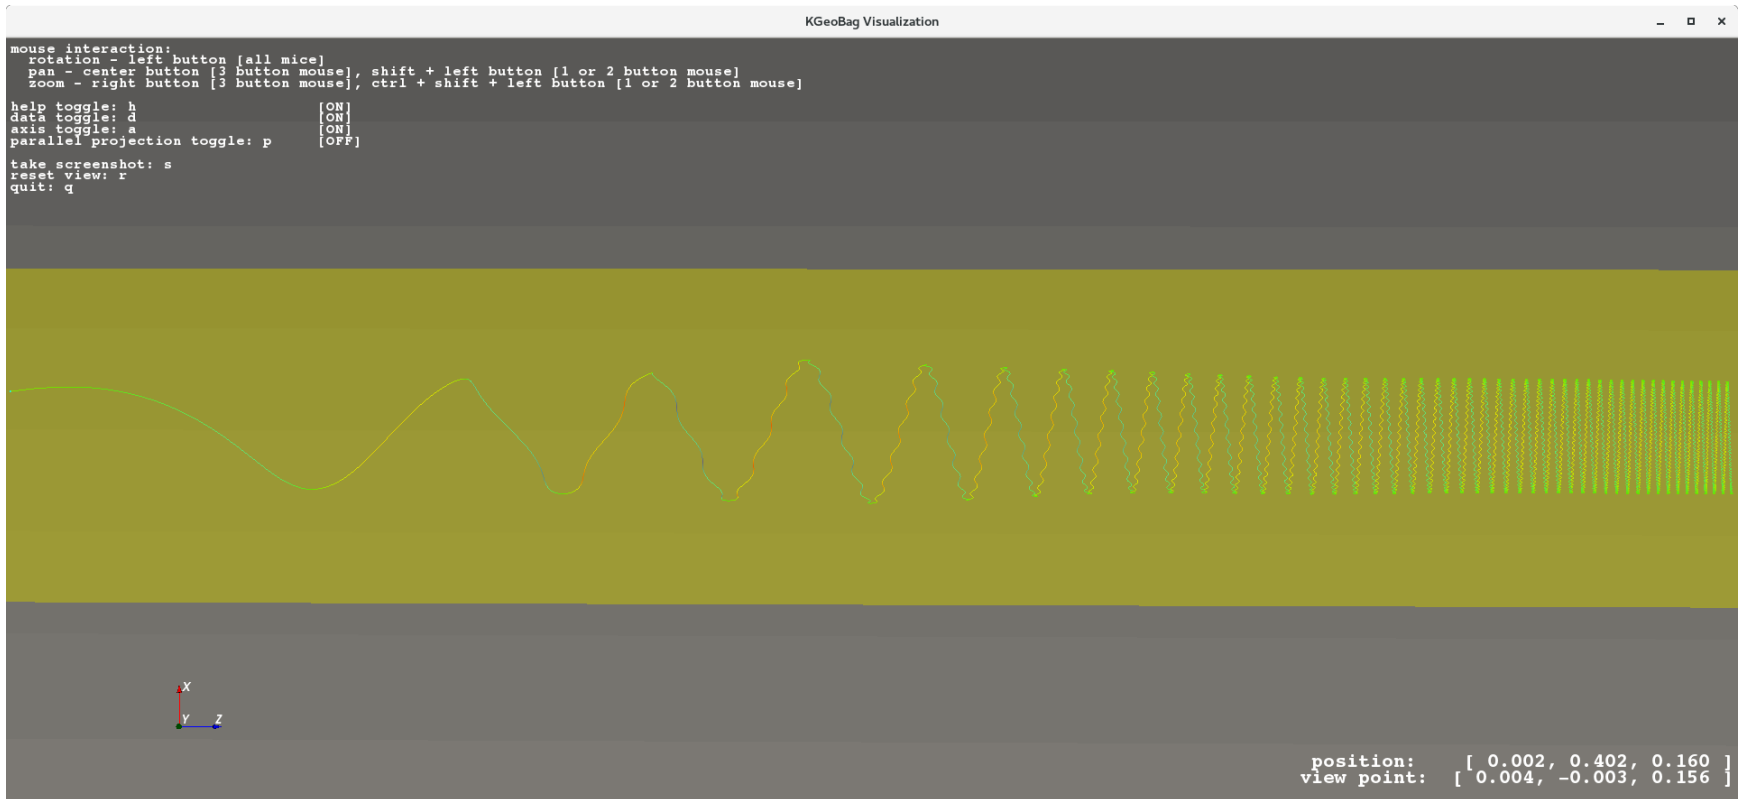 KGeoBag Visualization
mouse interaction:
rotation - left button [all mice]
pan - center button [3 button mouse], shift + left button [1 or 2 button mouse]
zoom - right button [3 button mouse], ctrl + shift + left button [1 or 2 button mouse]
help toggle: h [ON]
data toggle: d [ON]
axis toggle: a [ON]
parallel projection toggle: p [OFF]
take screenshot: s
reset view: r
quit: q
X
Y Z
position: [ 0.002, 0.402, 0.160 ]
view point: [ 0.004, -0.003, 0.156 ]